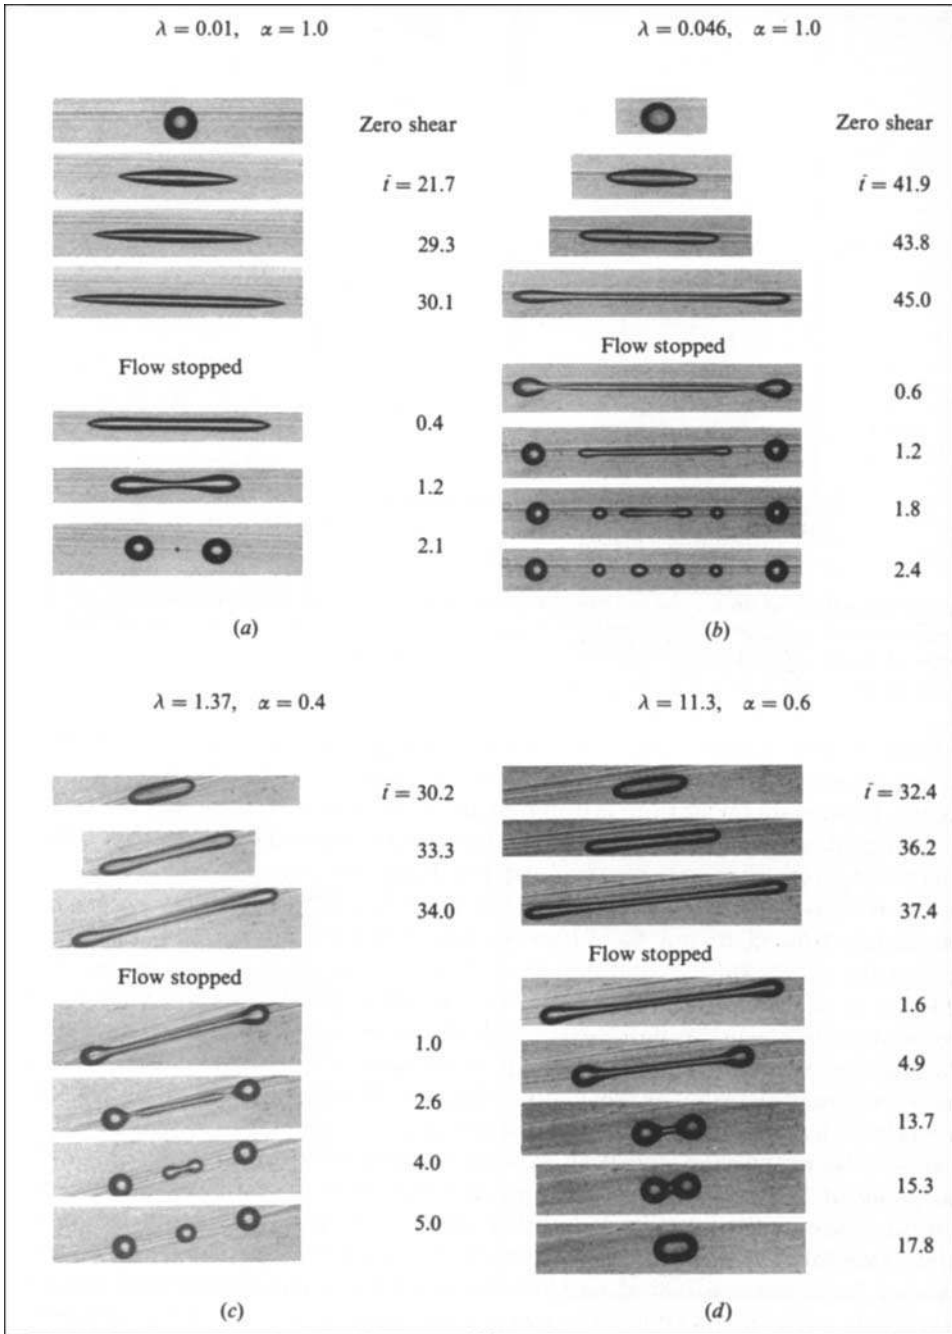 λ = 0.01, α = 1.0
Zero shear
t̄ = 21.7
29.3
30.1
Flow stopped
0.4
1.2
2.1
(a)
λ = 0.046, α = 1.0
Zero shear
t̄ = 41.9
43.8
45.0
Flow stopped
0.6
1.2
1.8
2.4
(b)
λ = 1.37, α = 0.4
t̄ = 30.2
33.3
34.0
Flow stopped
1.0
2.6
4.0
5.0
(c)
λ = 11.3, α = 0.6
t̄ = 32.4
36.2
37.4
Flow stopped
1.6
4.9
13.7
15.3
17.8
(d)